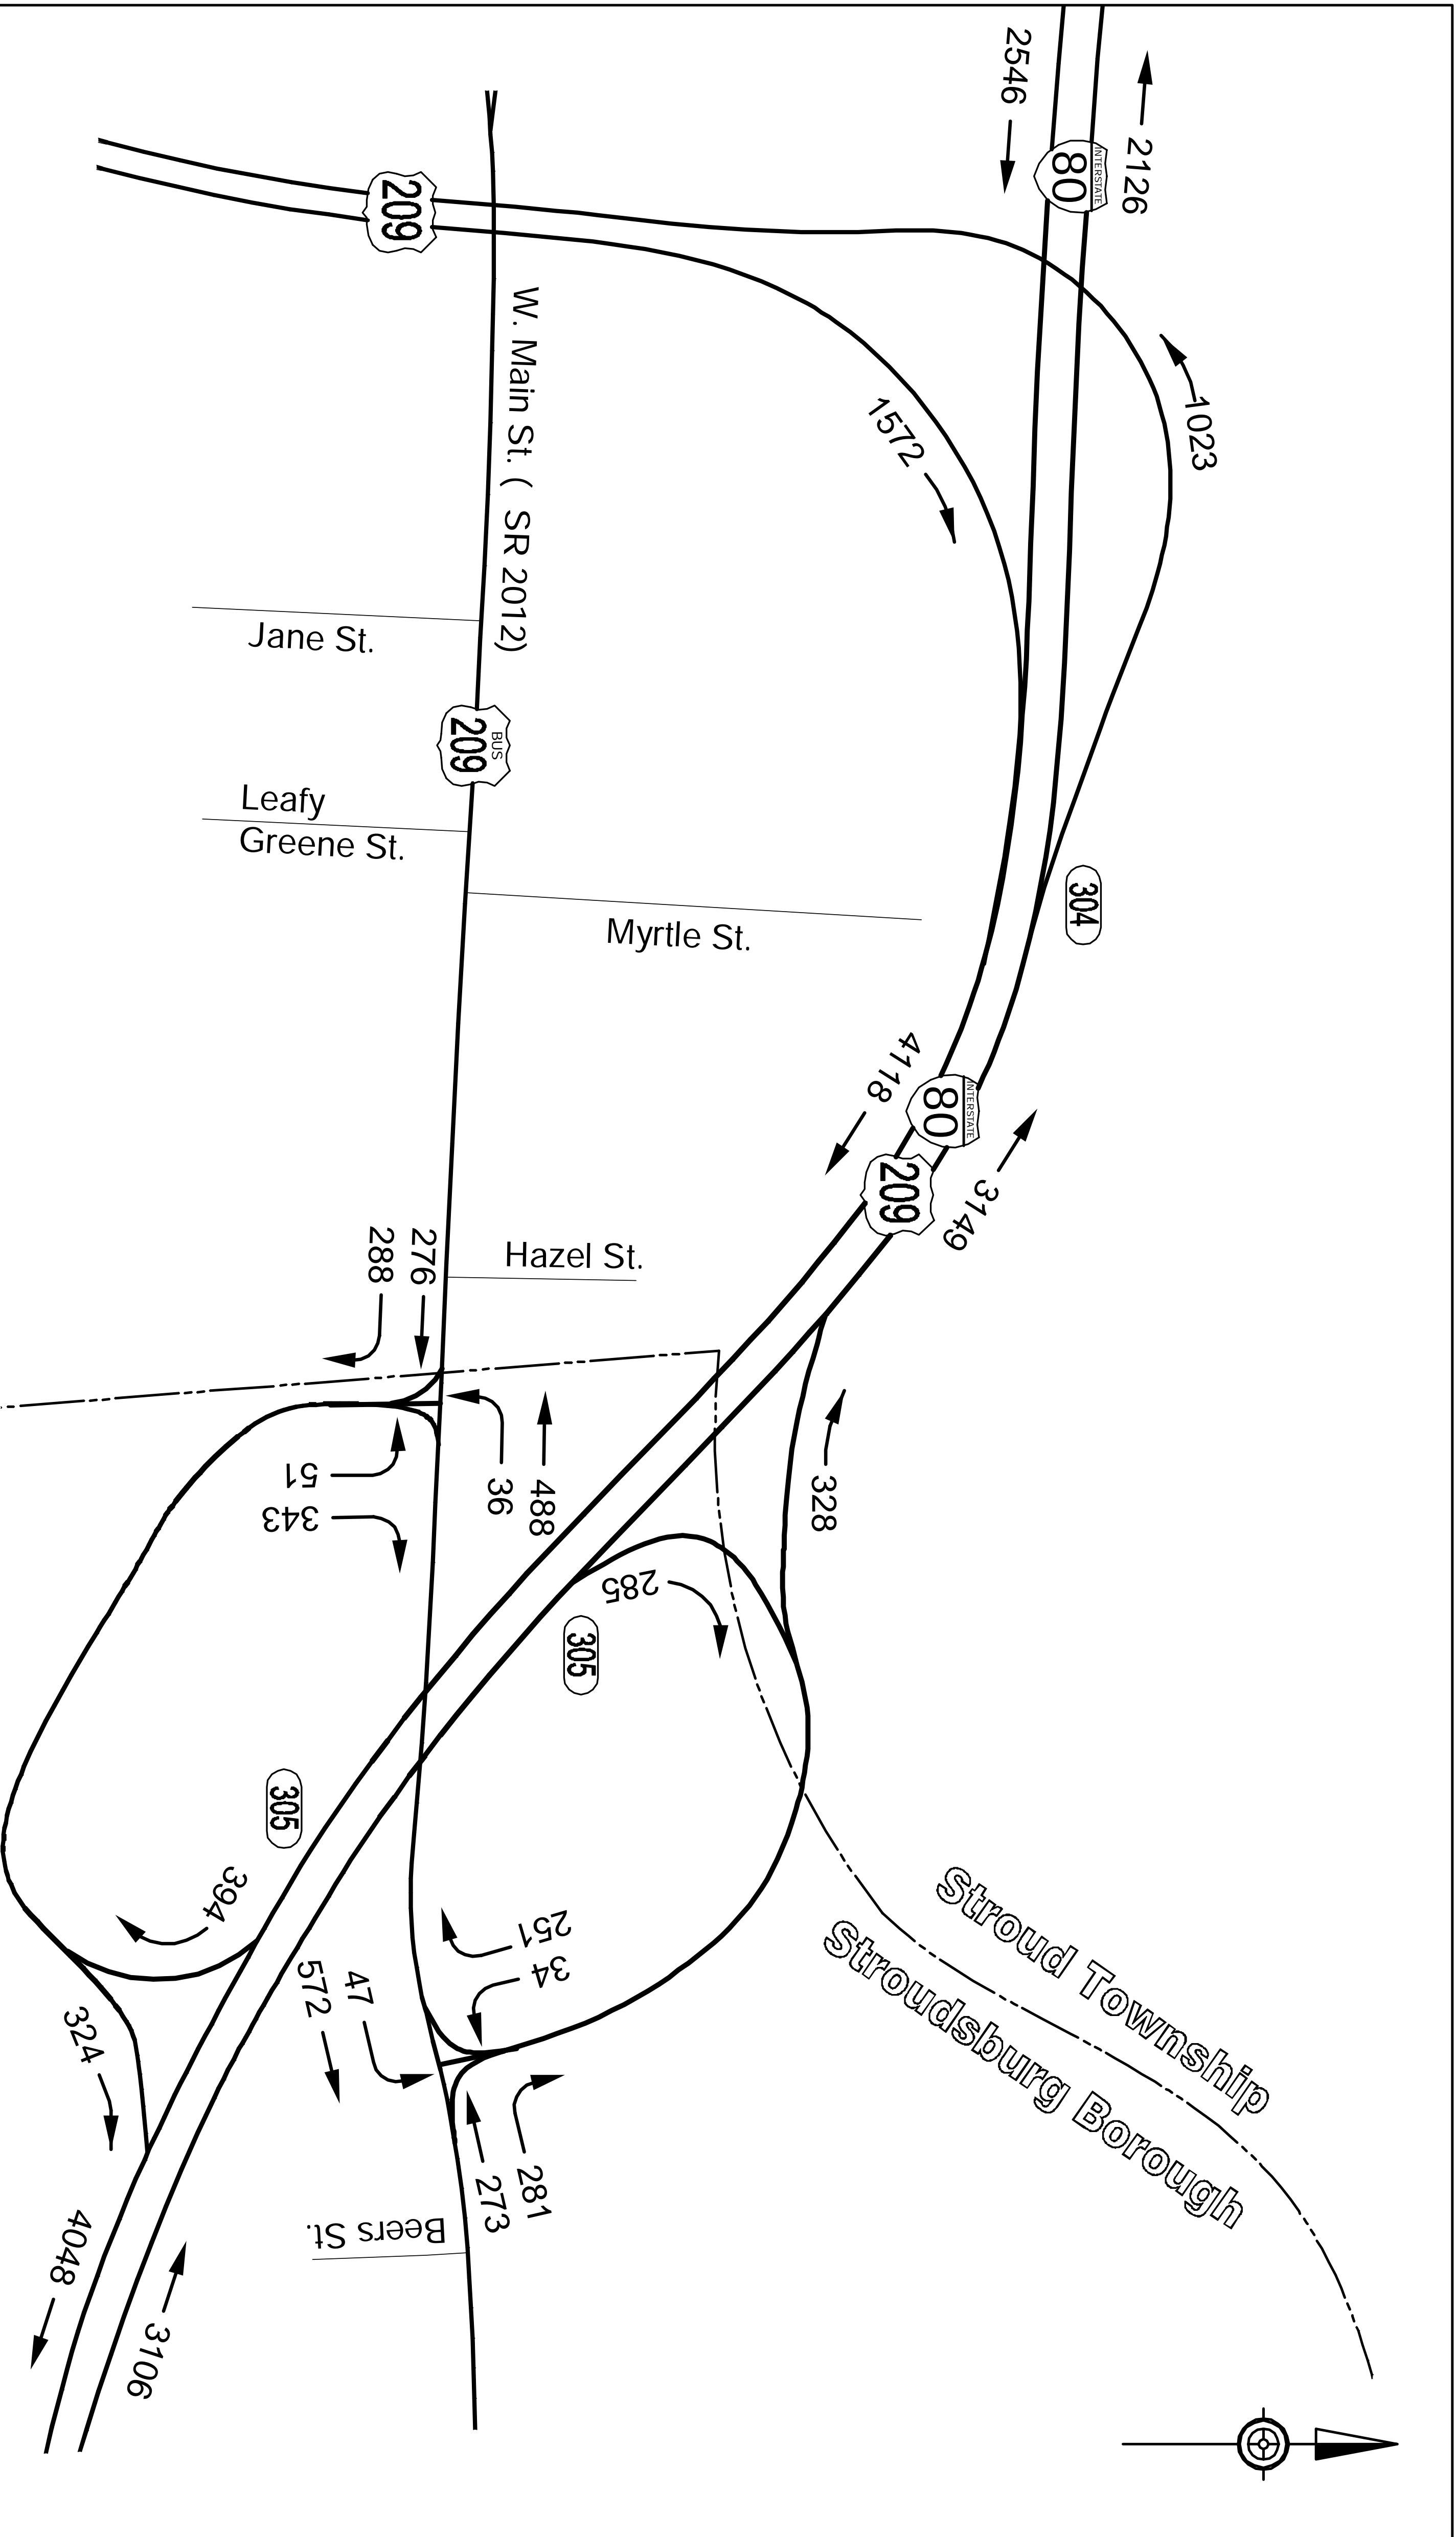 2546
2126
INTERSTATE
80
209
W. Main St. ( SR 2012)
1572
1023
Jane St.
BUS
209
Leafy
Greene St.
Myrtle St.
304
4118
INTERSTATE
80
209
3149
288
276
Hazel St.
51
343
36
488
328
285
305
305
394
251
34
572
47
324
281
273
Beers St.
4048
3106
Stroud Township
Stroudsburg Borough